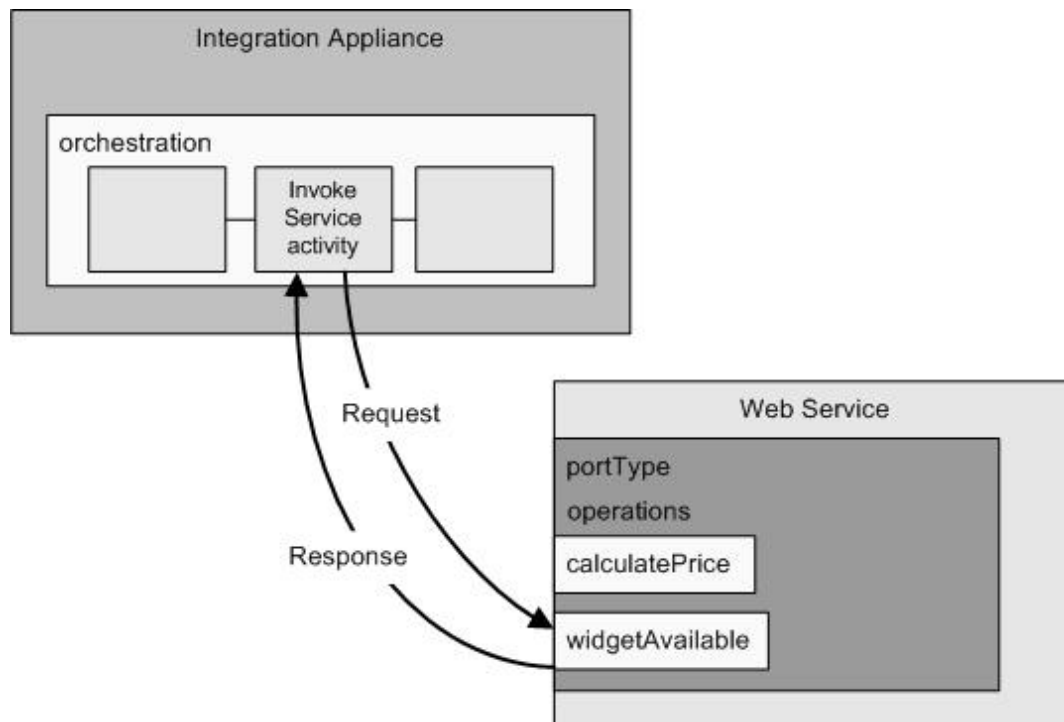 Integration Appliance
orchestration
Invoke
Service
activity
Request
Response
Web Service
portType
operations
calculatePrice
widgetAvailable